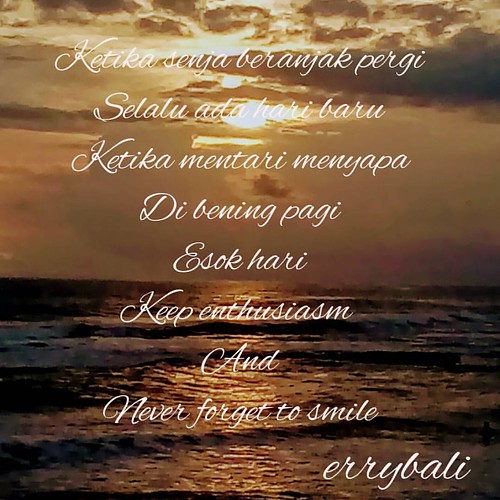 Ketika senja beranjak pergi
Selalu ada hari baru
Ketika mentari menyapa
Di bening pagi
Esok hari
Keep enthusiasm
And
Never forget to smile
errybali